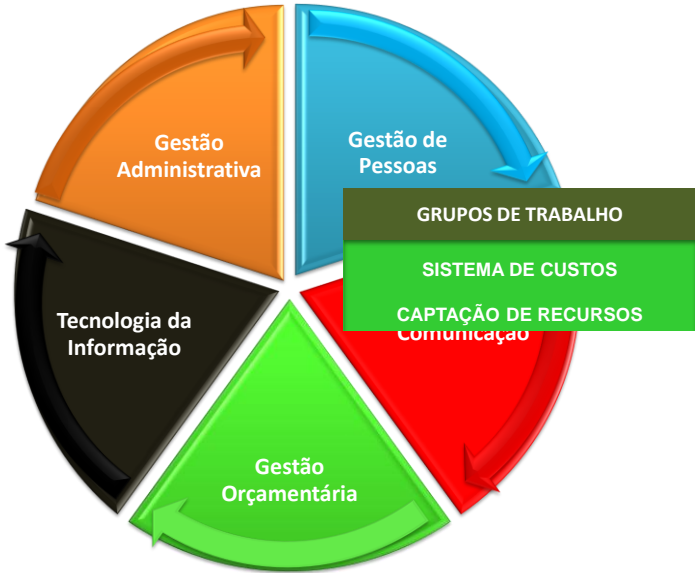 Gestão
Administrativa
Gestão de
Pessoas
GRUPOS DE TRABALHO
SISTEMA DE CUSTOS
CAPTAÇÃO DE RECURSOS
Comunicação
Tecnologia da
Informação
Gestão
Orçamentária